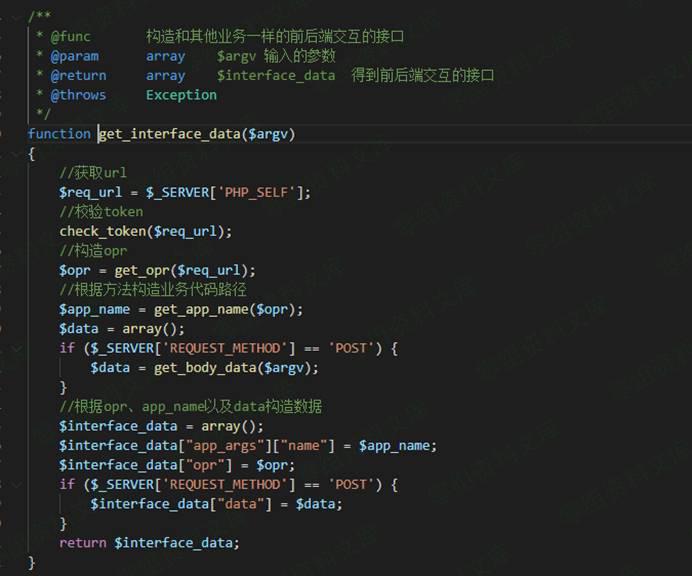 /**
 * @func 构造和其他业务一样的前后端交互的接口
 * @param array $argv 输入的参数
 * @return array $interface_data 得到前后端交互的接口
 * @throws Exception
 */
function get_interface_data($argv)
{
    //获取url
    $req_url = $_SERVER['PHP_SELF'];
    //校验token
    check_token($req_url);
    //构造opr
    $opr = get_opr($req_url);
    //根据方法构造业务代码路径
    $app_name = get_app_name($opr);
    $data = array();
    if ($_SERVER['REQUEST_METHOD'] == 'POST') {
        $data = get_body_data($argv);
    }
    //根据opr、app_name以及data构造数据
    $interface_data = array();
    $interface_data["app_args"]["name"] = $app_name;
    $interface_data["opr"] = $opr;
    if ($_SERVER['REQUEST_METHOD'] == 'POST') {
        $interface_data["data"] = $data;
    }
    return $interface_data;
}